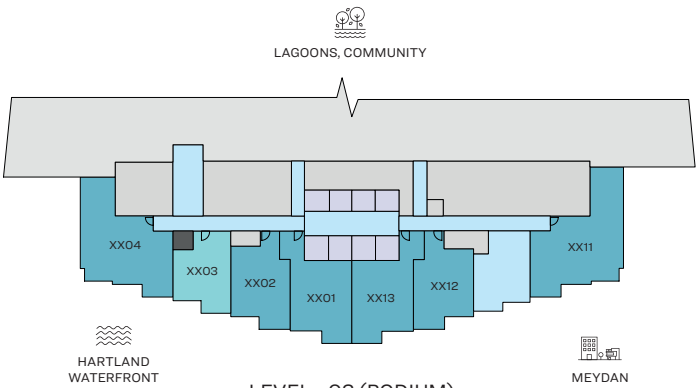 LAGOONS, COMMUNITY
XX04
XX03
XX02
XX01
XX13
XX12
XX11
HARTLAND
WATERFRONT
MEYDAN